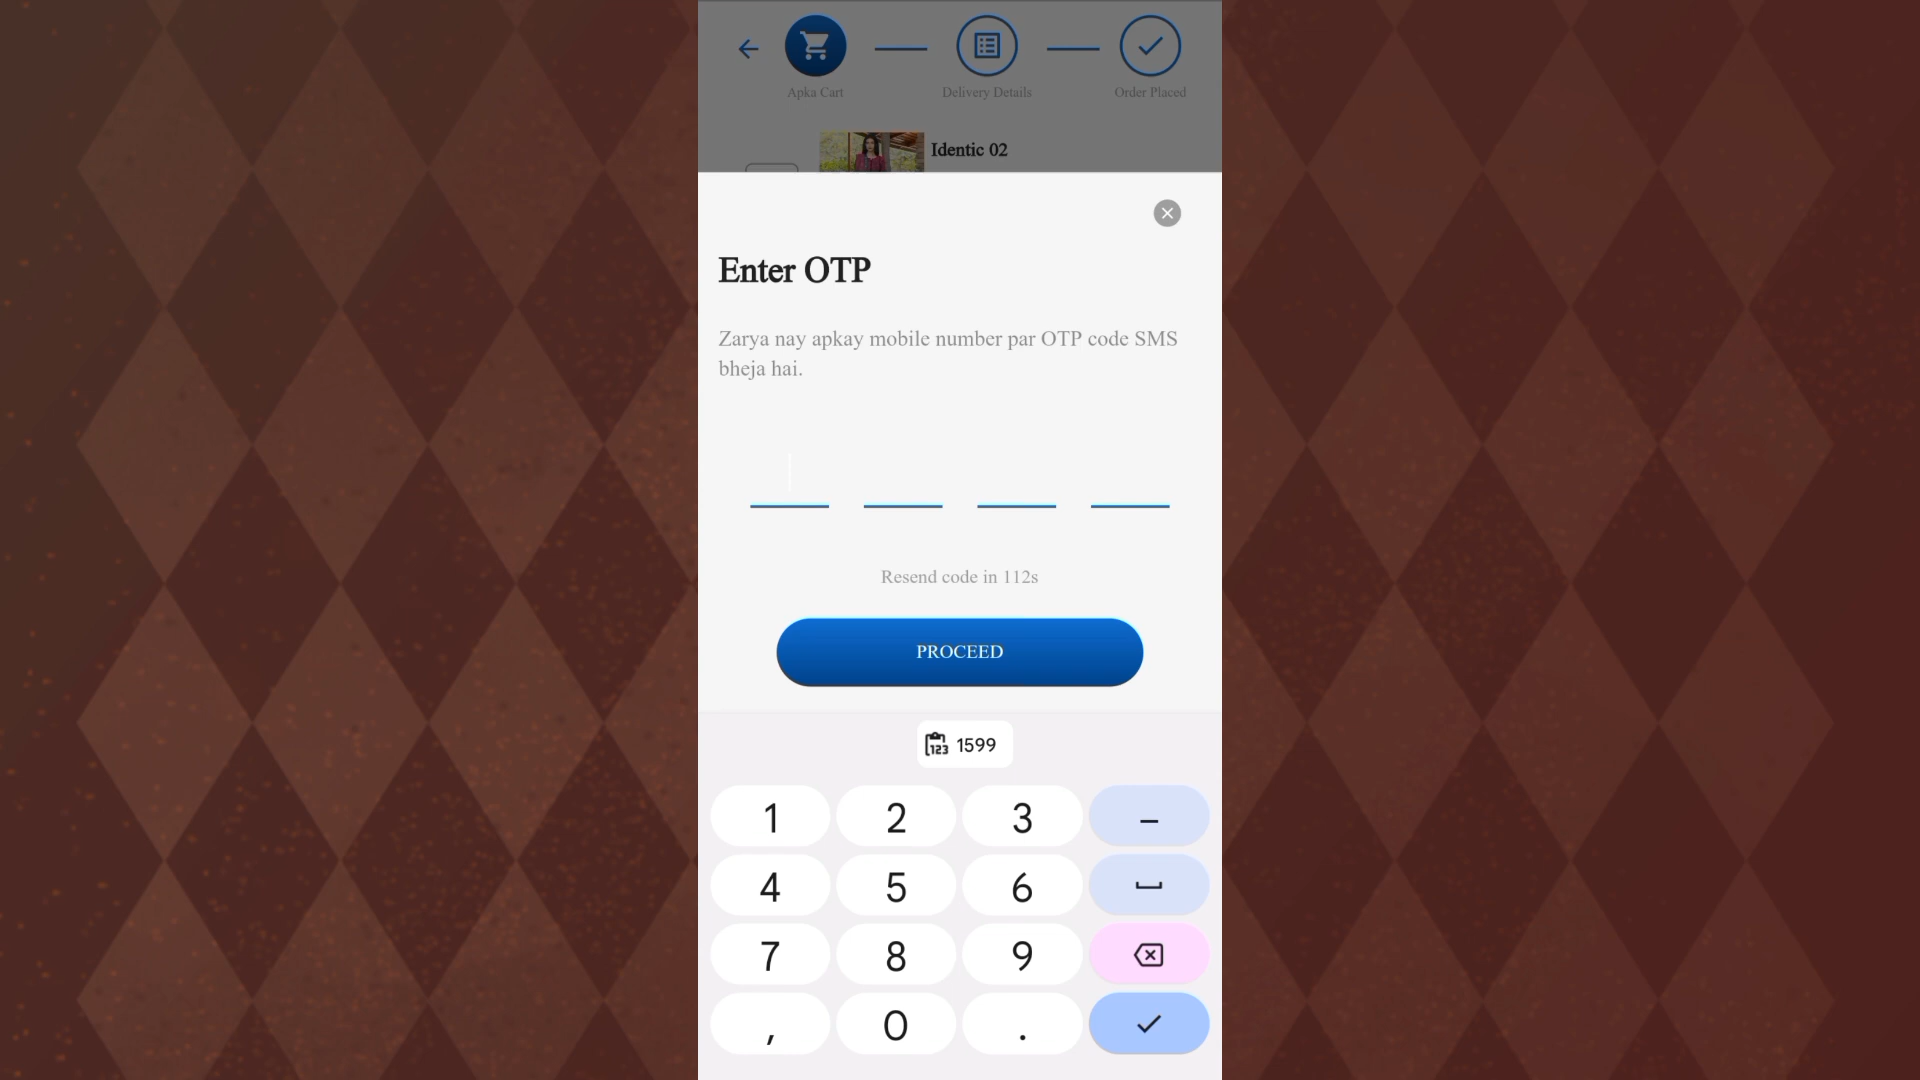 Apka Cart
Delivery Details
Order Placed
Identic 02
Enter OTP
Zarya nay apkay mobile number par OTP code SMS
bheja hai.
Resend code in 112s
PROCEED
123 1599
1 2 3 –
4 5 6
7 8 9
, 0 .